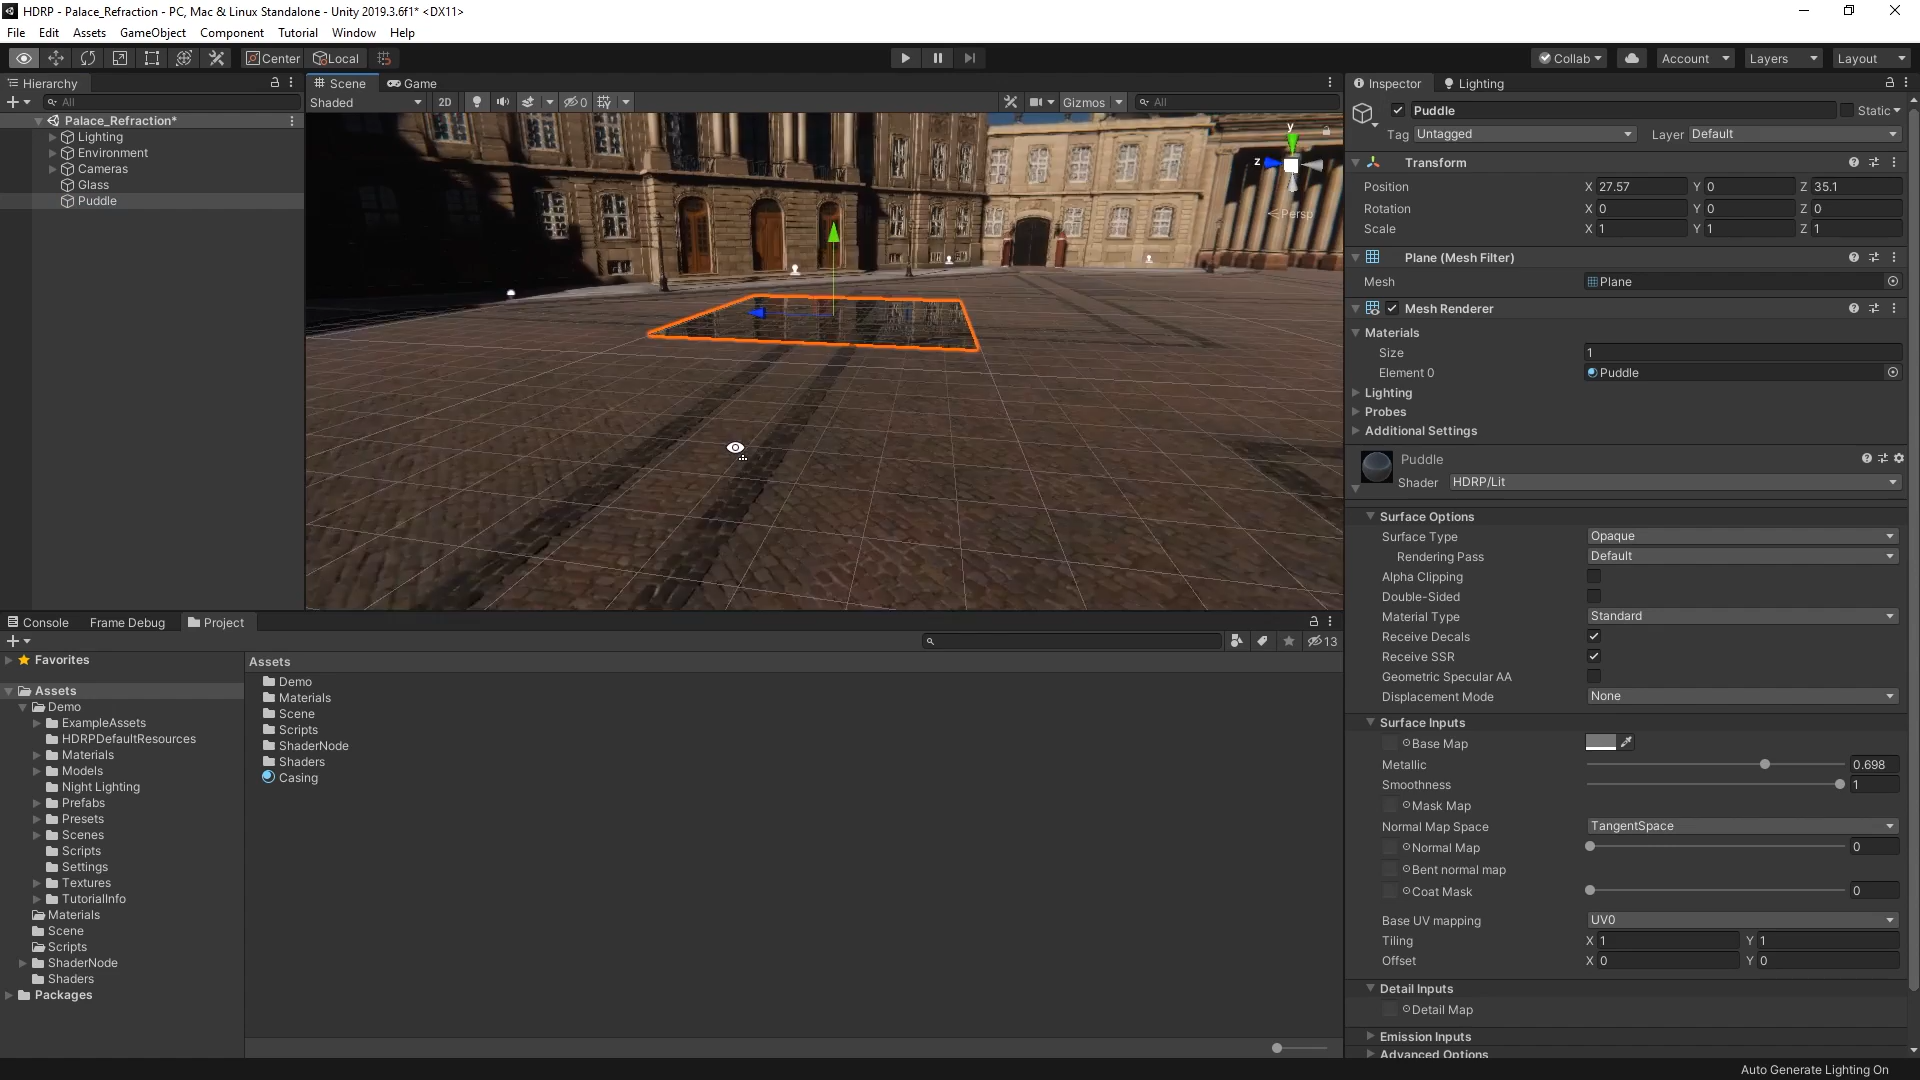 HDRP - Palace_Refraction - PC, Mac & Linux Standalone - Unity 2019.3.6f1* <DX11>
File Edit Assets GameObject Component Tutorial Window Help
Center Local Collab Account Layers Layout
Hierarchy
All
Palace_Refraction*
Lighting
Environment
Cameras
Glass
Puddle
Scene Game
Shaded 2D 0 Gizmos All
y
z
Persp
Console Frame Debug Project
13
Favorites
Assets
Demo
ExampleAssets
HDRPDefaultResources
Materials
Models
Night Lighting
Prefabs
Presets
Scenes
Scripts
Settings
Textures
TutorialInfo
Materials
Scene
Scripts
ShaderNode
Shaders
Packages
Assets
Demo
Materials
Scene
Scripts
ShaderNode
Shaders
Casing
Inspector Lighting
Puddle Static
Tag Untagged Layer Default
Transform
Position X 27.57 Y 0 Z 35.1
Rotation X 0 Y 0 Z 0
Scale X 1 Y 1 Z 1
Plane (Mesh Filter)
Mesh Plane
Mesh Renderer
Materials
Size 1
Element 0 Puddle
Lighting
Probes
Additional Settings
Puddle
Shader HDRP/Lit
Surface Options
Surface Type Opaque
Rendering Pass Default
Alpha Clipping
Double-Sided
Material Type Standard
Receive Decals
Receive SSR
Geometric Specular AA
Displacement Mode None
Surface Inputs
Base Map
Metallic 0.698
Smoothness 1
Mask Map
Normal Map Space TangentSpace
Normal Map 0
Bent normal map
Coat Mask 0
Base UV mapping UV0
Tiling X 1 Y 1
Offset X 0 Y 0
Detail Inputs
Detail Map
Emission Inputs
Advanced Options
Auto Generate Lighting On